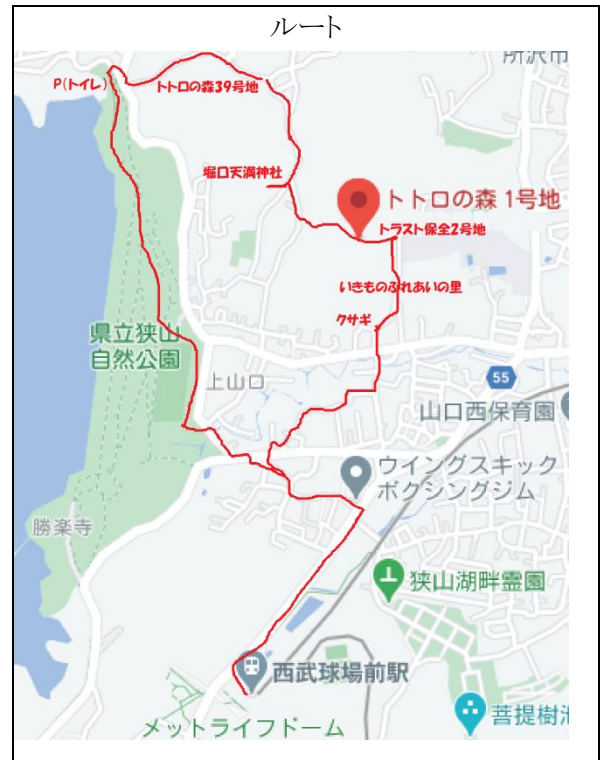 ルート
所沢市
P(トイレ)
トトロの森39号地
堀口天満神社
トトロの森 1号地
トラスト保全2号地
いきものふれあいの里
クサギ
県立狭山
自然公園
上山口
55
山口西保育園
ウイングスキック
ボクシングジム
勝楽寺
狭山湖畔霊園
西武球場前駅
メットライフドーム
菩提樹池